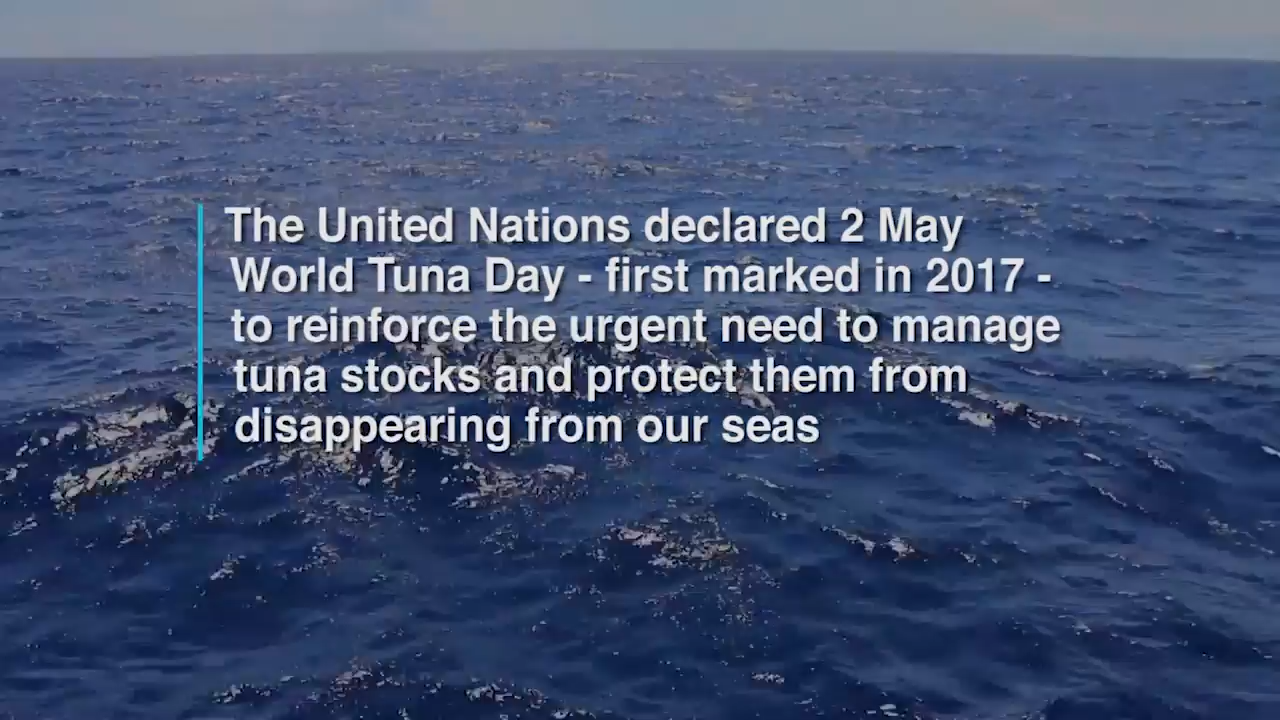 The United Nations declared 2 May
World Tuna Day - first marked in 2017 -
to reinforce the urgent need to manage
tuna stocks and protect them from
disappearing from our seas